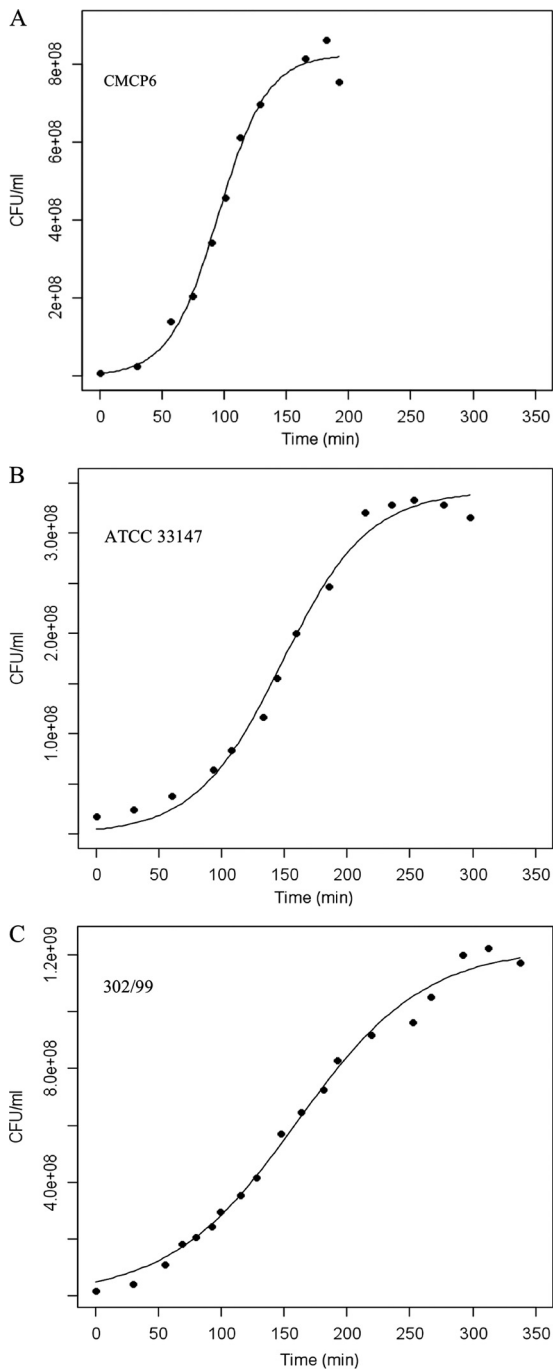 A
CMCP6
CFU/ml
8e+08
6e+08
4e+08
2e+08
0 50 100 150 200 250 300 350
Time (min)
B
ATCC 33147
CFU/ml
3.0e+08
2.0e+08
1.0e+08
0 50 100 150 200 250 300 350
Time (min)
C
302/99
CFU/ml
1.2e+09
8.0e+08
4.0e+08
0 50 100 150 200 250 300 350
Time (min)